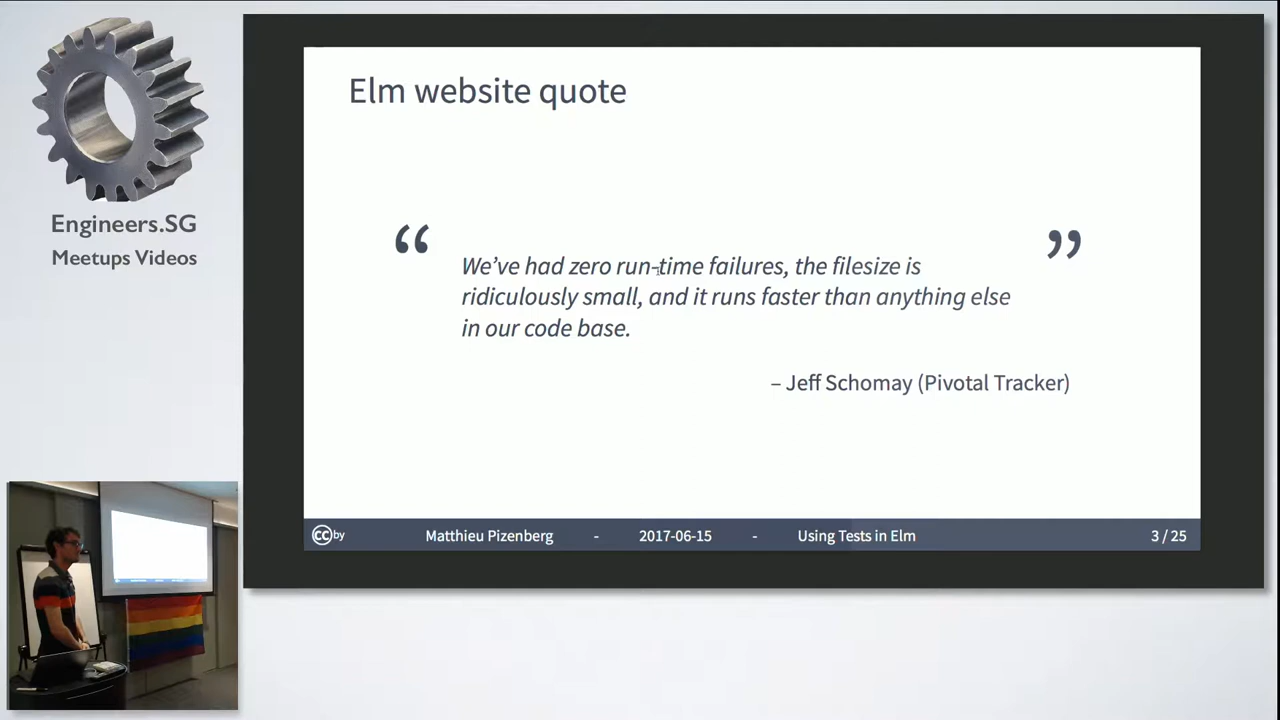 Engineers.SG
Meetups Videos
Elm website quote
“
”
We’ve had zero run-time failures, the filesize is
ridiculously small, and it runs faster than anything else
in our code base.
– Jeff Schomay (Pivotal Tracker)
cc by Matthieu Pizenberg - 2017-06-15 - Using Tests in Elm 3 / 25